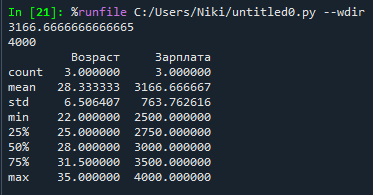 In [21]: %runfile C:/Users/Niki/untitled0.py --wdir
3166.6666666666665
4000
Возраст Зарплата
count 3.000000 3.000000
mean 28.333333 3166.666667
std 6.506407 763.762616
min 22.000000 2500.000000
25% 25.000000 2750.000000
50% 28.000000 3000.000000
75% 31.500000 3500.000000
max 35.000000 4000.000000